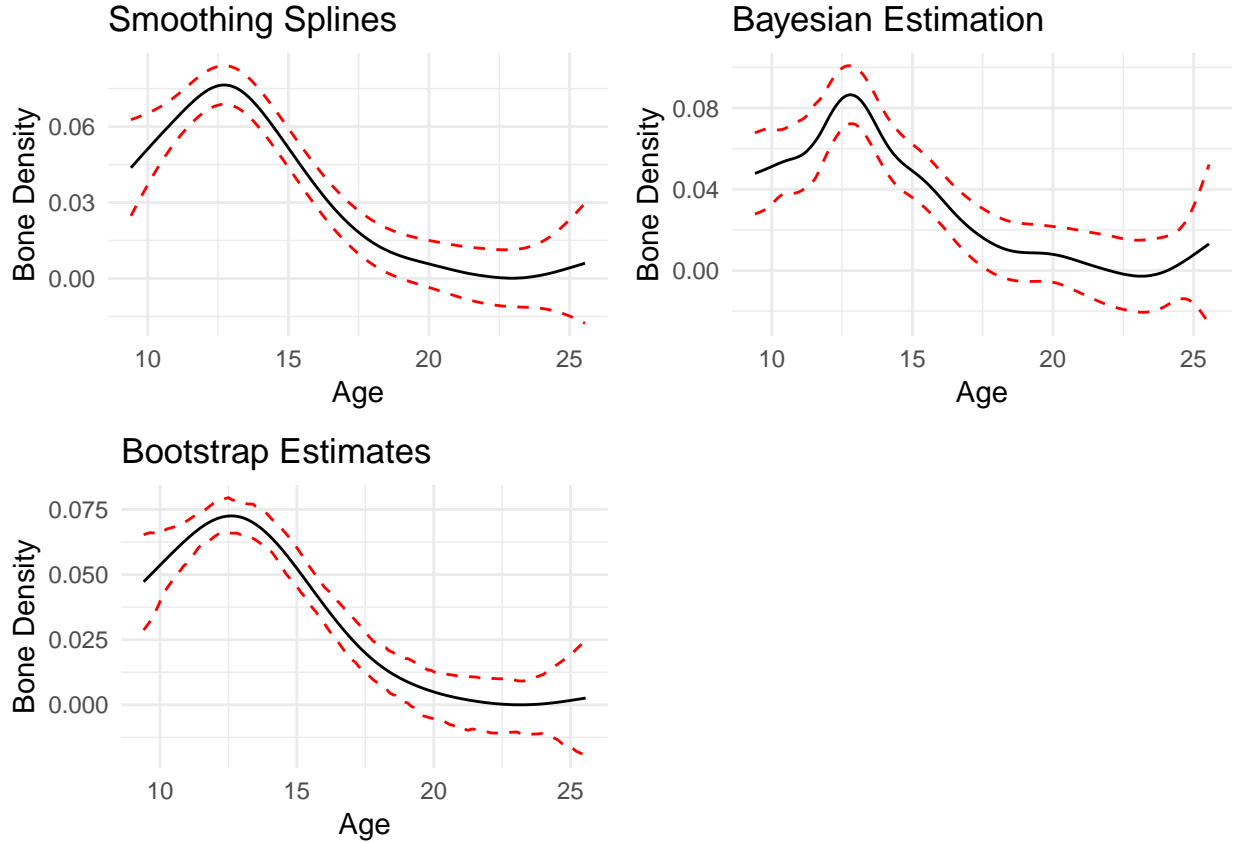 Smoothing Splines
Bone Density
0.06
0.03
0.00
10 15 20 25
Age
Bayesian Estimation
Bone Density
0.08
0.04
0.00
10 15 20 25
Age
Bootstrap Estimates
Bone Density
0.075
0.050
0.025
0.000
10 15 20 25
Age